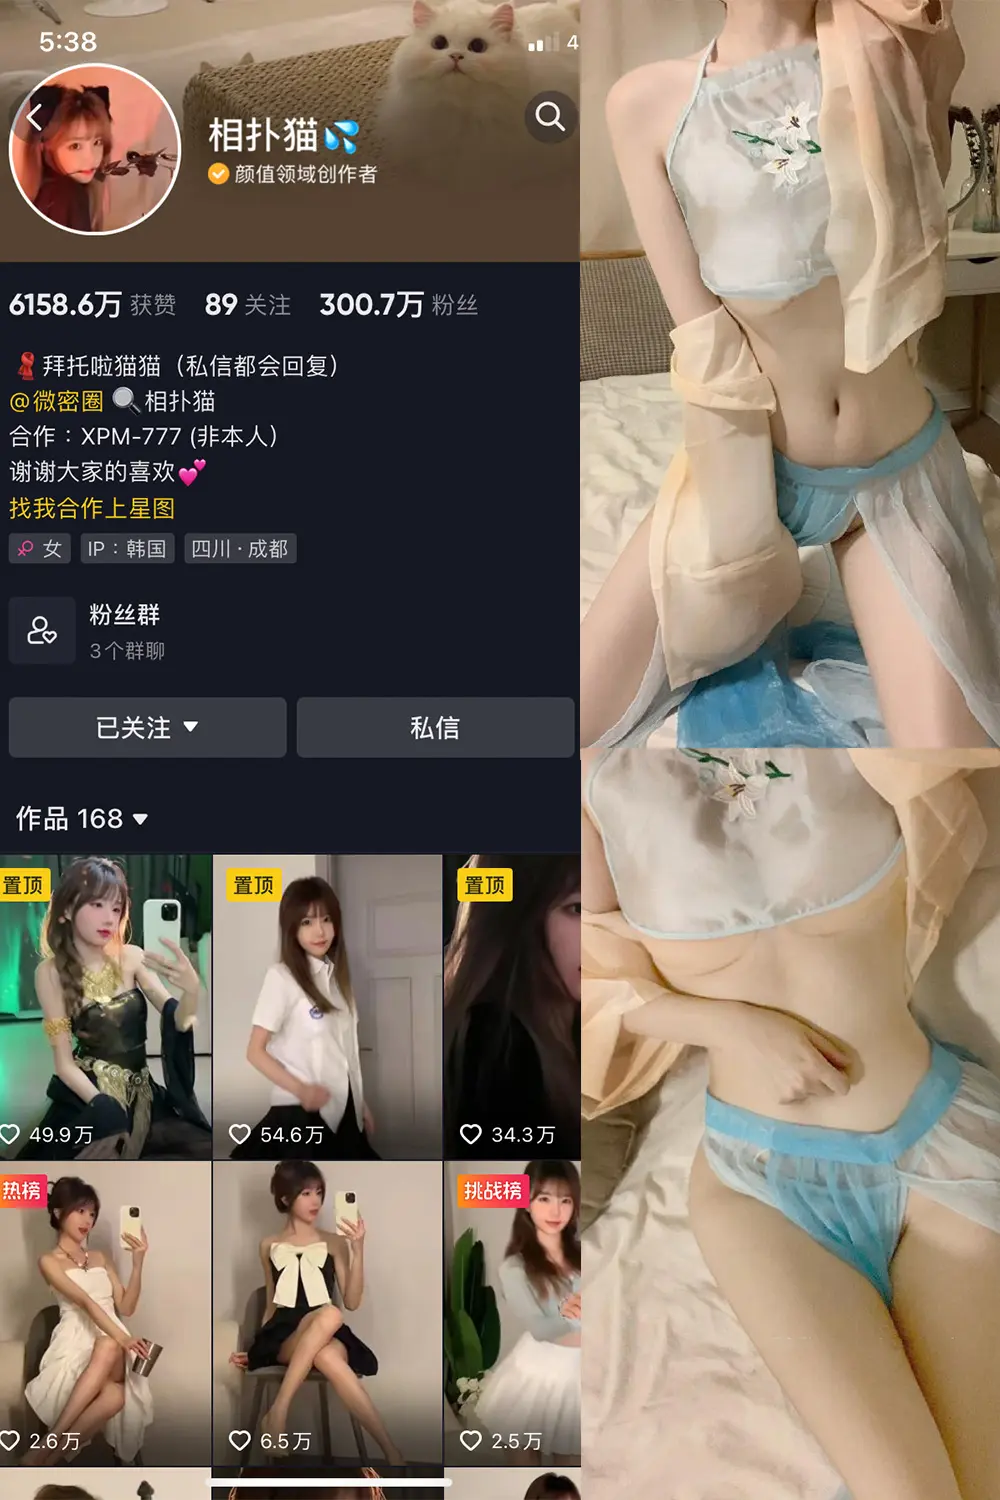 5:38
4
相扑猫💦
颜值领域创作者
6158.6万 获赞 89 关注 300.7万 粉丝
🧣拜托啦猫猫（私信都会回复）
@微密圈 🔍相扑猫
合作：XPM-777 (非本人)
谢谢大家的喜欢💕
找我合作上星图
♀ 女 IP：韩国 四川·成都
粉丝群
3个群聊
已关注 ▼ 私信
作品 168 ▼
置顶 置顶 置顶
49.9万 54.6万 34.3万
热榜 挑战榜
2.6万 6.5万 2.5万